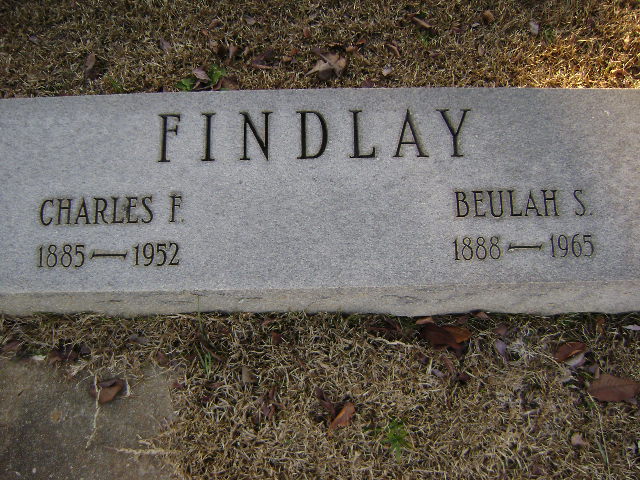 FINDLAY
CHARLES F. BEULAH S.
1885—1952 1888—1965